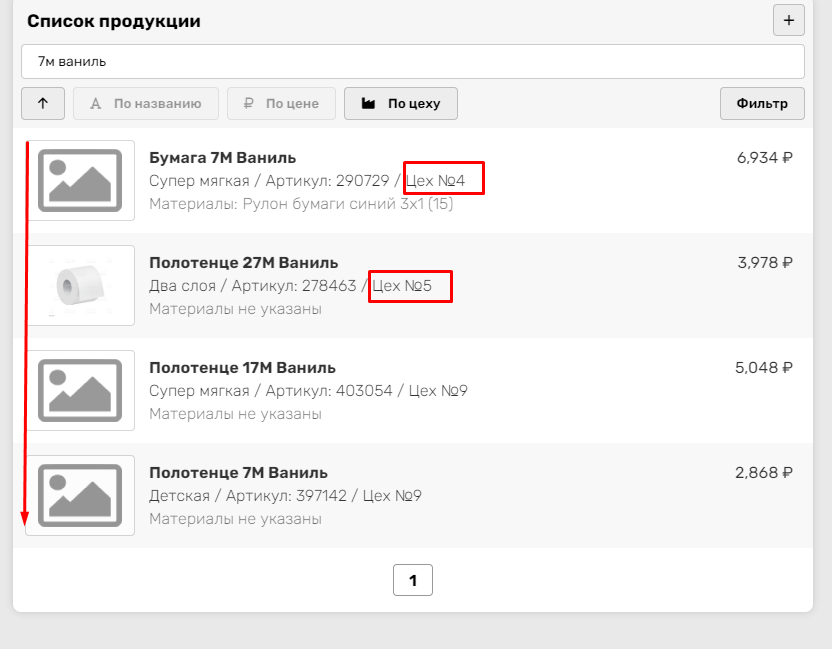 Список продукции
+
7м ваниль
По названию
₽ По цене
По цеху
Фильтр
Бумага 7М Ваниль
6,934 ₽
Супер мягкая / Артикул: 290729 / Цех №4
Материалы: Рулон бумаги синий 3x1 (15)
Полотенце 27М Ваниль
3,978 ₽
Два слоя / Артикул: 278463 / Цех №5
Материалы не указаны
Полотенце 17М Ваниль
5,048 ₽
Супер мягкая / Артикул: 403054 / Цех №9
Материалы не указаны
Полотенце 7М Ваниль
2,868 ₽
Детская / Артикул: 397142 / Цех №9
Материалы не указаны
1